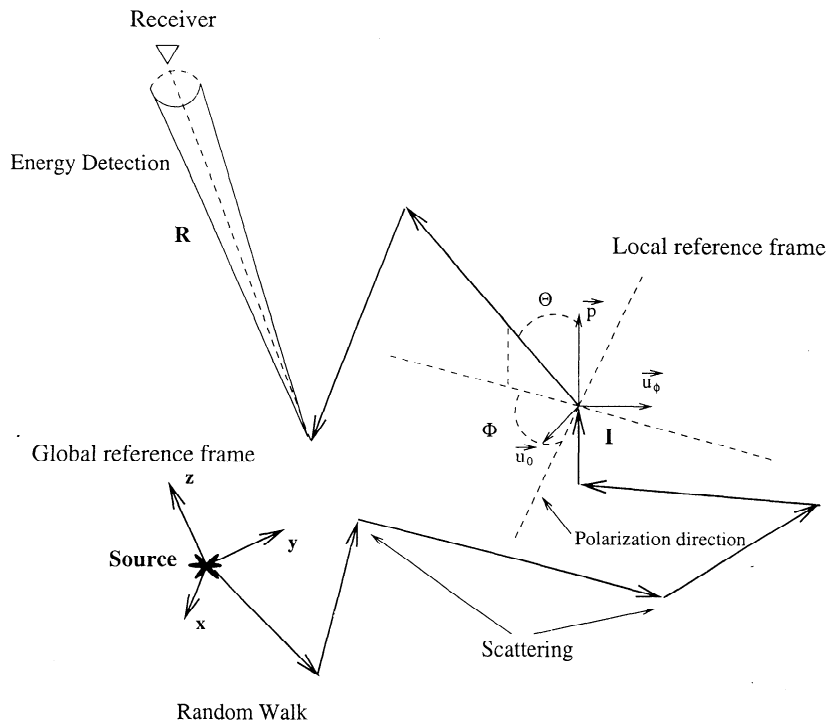 Receiver
Energy Detection
R
Local reference frame
Θ
p
u_ϕ
Φ
I
u_0
Global reference frame
z
Polarization direction
y
Source
x
Scattering
Random Walk